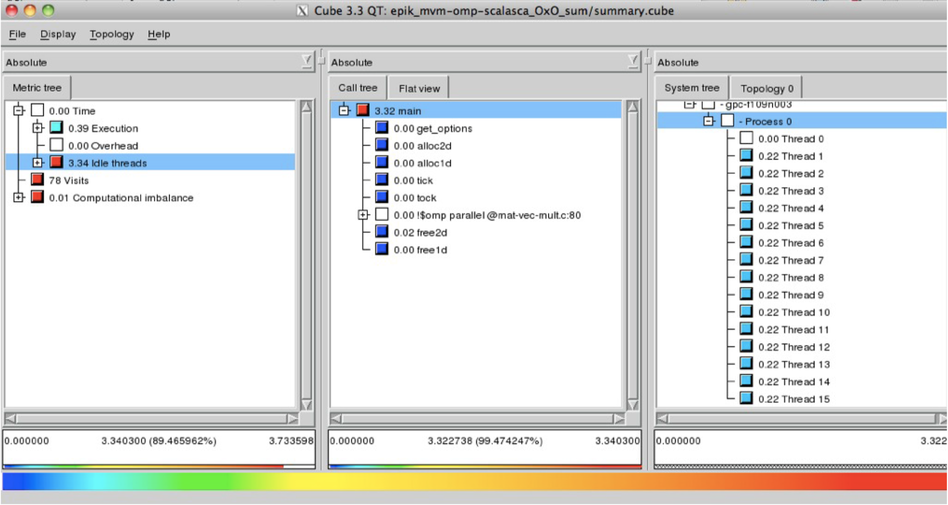 Cube 3.3 QT: epik_mvm-omp-scalasca_OxO_sum/summary.cube
File Display Topology Help
Absolute
Metric tree
0.00 Time
0.39 Execution
0.00 Overhead
3.34 Idle threads
78 Visits
0.01 Computational imbalance
0.000000 3.340300 (89.465962%) 3.733598
Absolute
Call tree Flat view
3.32 main
0.00 get_options
0.00 alloc2d
0.00 alloc1d
0.00 tick
0.00 tock
0.00 !$omp parallel @mat-vec-mult.c:80
0.02 free2d
0.00 free1d
0.000000 3.322738 (99.474247%) 3.340300
Absolute
System tree Topology 0
- gpc-f109n003
- Process 0
0.00 Thread 0
0.22 Thread 1
0.22 Thread 2
0.22 Thread 3
0.22 Thread 4
0.22 Thread 5
0.22 Thread 6
0.22 Thread 7
0.22 Thread 8
0.22 Thread 9
0.22 Thread 10
0.22 Thread 11
0.22 Thread 12
0.22 Thread 13
0.22 Thread 14
0.22 Thread 15
0.000000 3.322